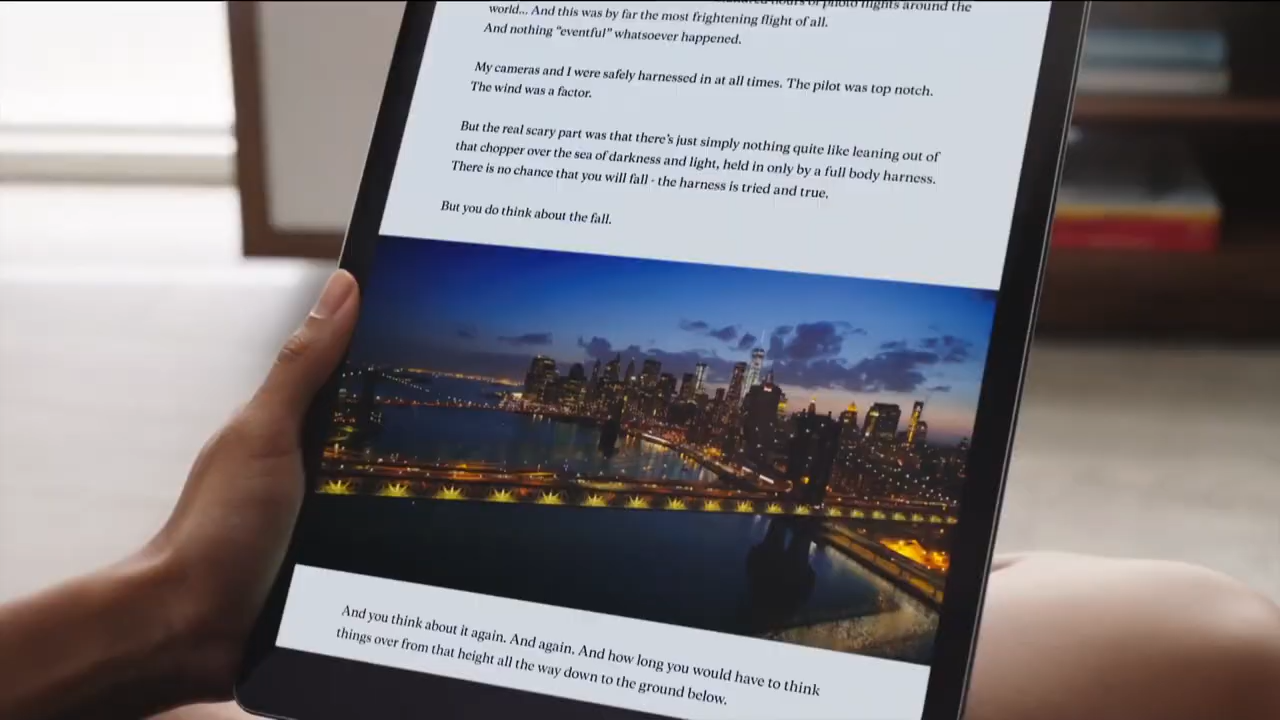 hours of photo flights around the
world... And this was by far the most frightening flight of all.
And nothing “eventful” whatsoever happened.
My cameras and I were safely harnessed in at all times. The pilot was top notch.
The wind was a factor.
But the real scary part was that there’s just simply nothing quite like leaning out of
that chopper over the sea of darkness and light, held in only by a full body harness.
There is no chance that you will fall - the harness is tried and true.
But you do think about the fall.
And you think about it again. And again. And how long you would have to think
things over from that height all the way down to the ground below.